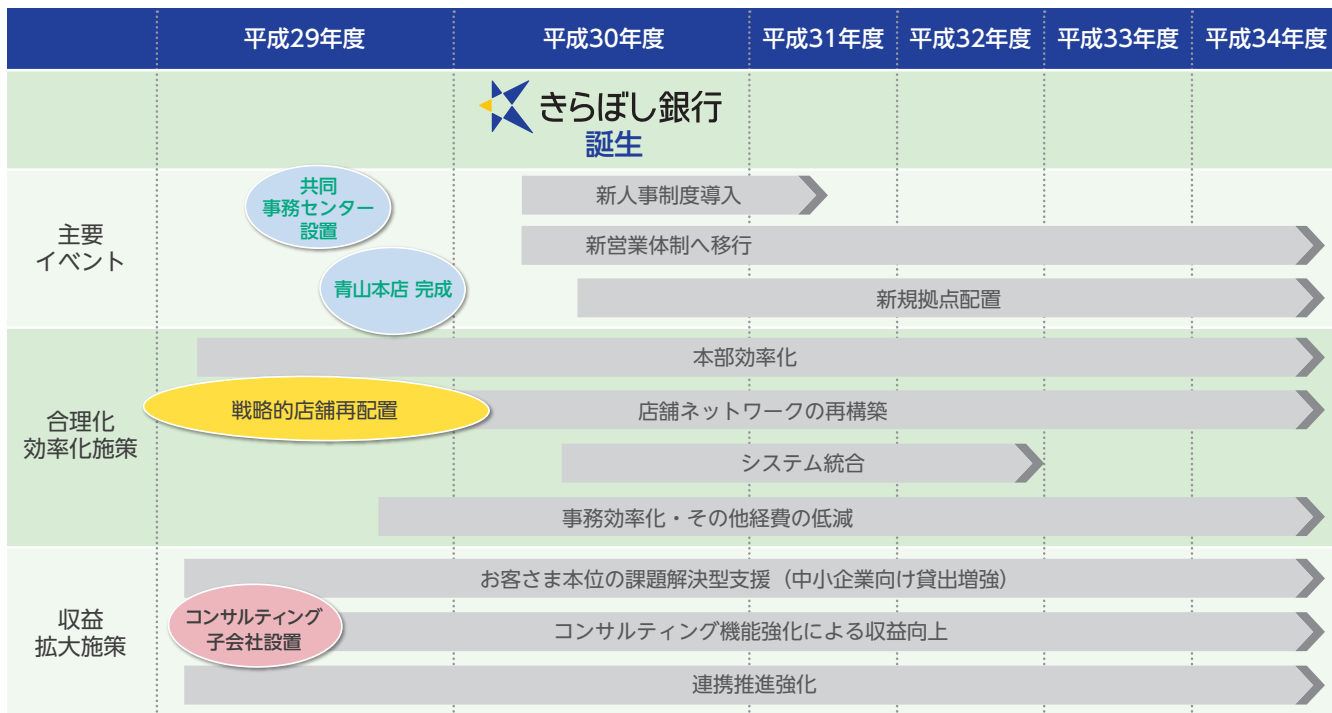 平成29年度
平成30年度
平成31年度
平成32年度
平成33年度
平成34年度
きらぼし銀行
誕生
主要
イベント
共同
事務センター
設置
青山本店 完成
新人事制度導入
新営業体制へ移行
新規拠点配置
合理化
効率化施策
本部効率化
戦略的店舗再配置
店舗ネットワークの再構築
システム統合
事務効率化・その他経費の低減
収益
拡大施策
お客さま本位の課題解決型支援（中小企業向け貸出増強）
コンサルティング
子会社設置
コンサルティング機能強化による収益向上
連携推進強化